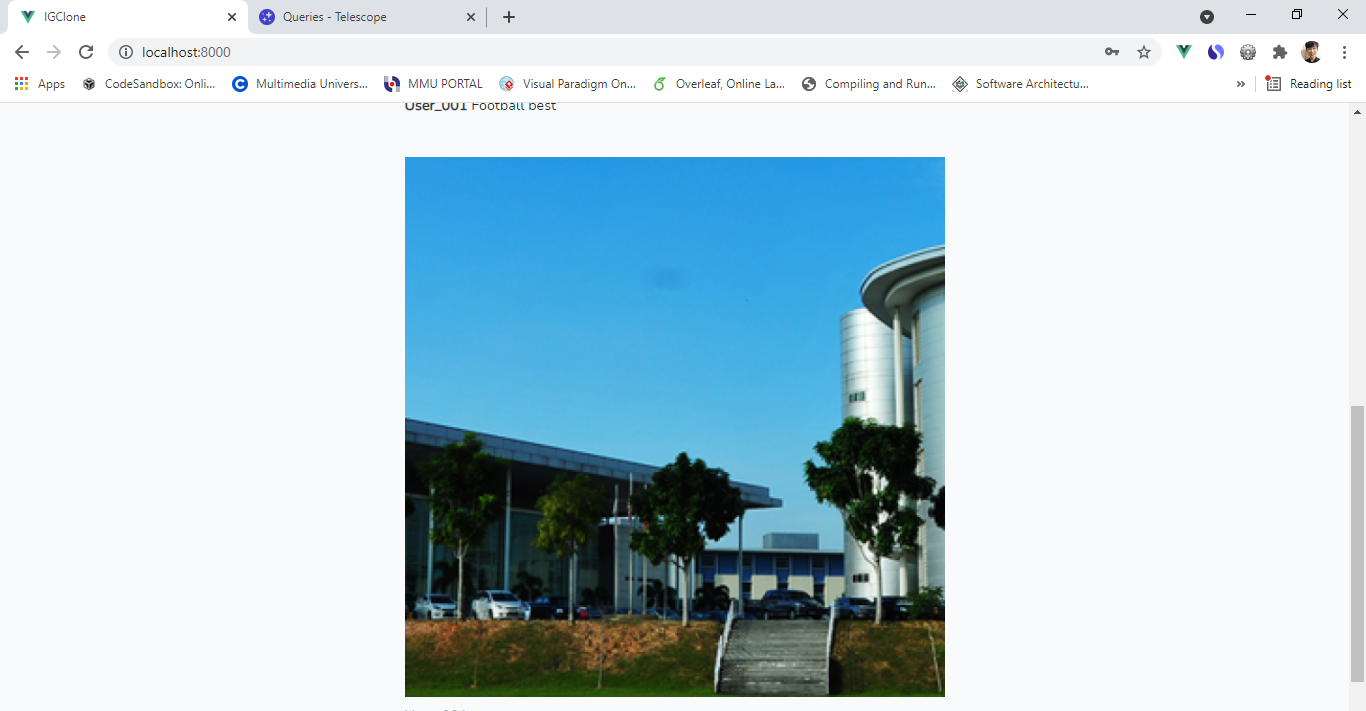 IGClone
Queries - Telescope
localhost:8000
Apps
CodeSandbox: Onli...
Multimedia Univers...
MMU PORTAL
Visual Paradigm On...
Overleaf, Online La...
Compiling and Run...
Software Architectu...
»
Reading list
User_001 Football best